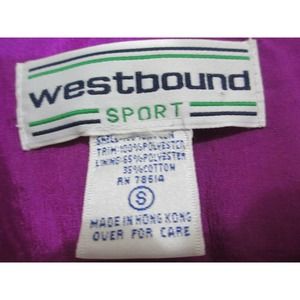 westbound
SPORT
TRIM:100%POLYESTER
LINING:65%POLYESTER
35%COTTON
RN 78614
S
MADE IN HONG KONG
OVER FOR CARE